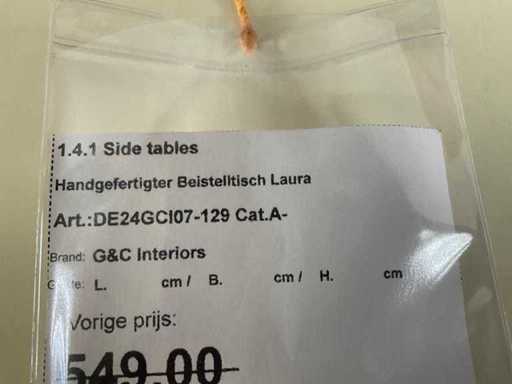 1.4.1 Side tables
Handgefertigter Beistelltisch Laura
Art.:DE24GCI07-129 Cat.A-
Brand: G&C Interiors
L. cm / B. cm / H. cm
Vorige prijs:
549.00